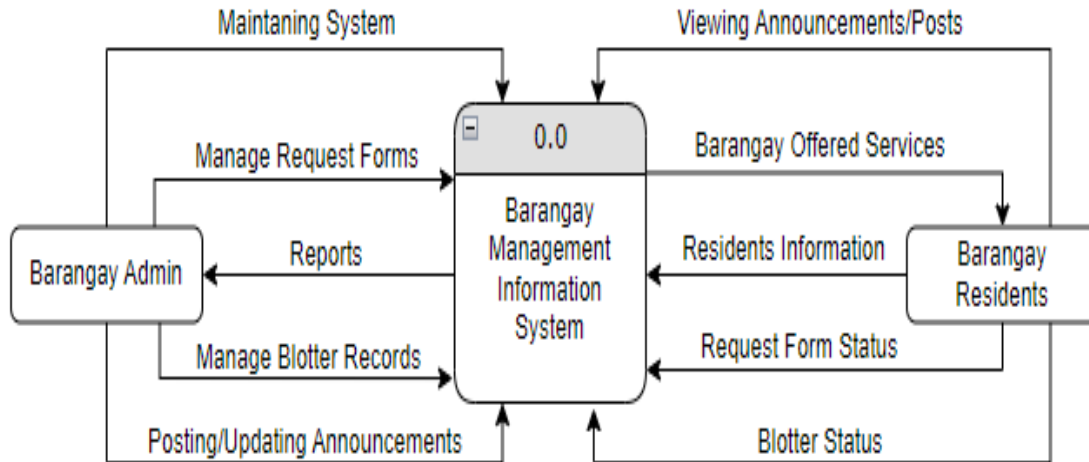 Maintaning System
Viewing Announcements/Posts
0.0
Manage Request Forms
Barangay Offered Services
Barangay
Management
Information
System
Barangay Admin
Reports
Residents Information
Barangay
Residents
Manage Blotter Records
Request Form Status
Posting/Updating Announcements
Blotter Status